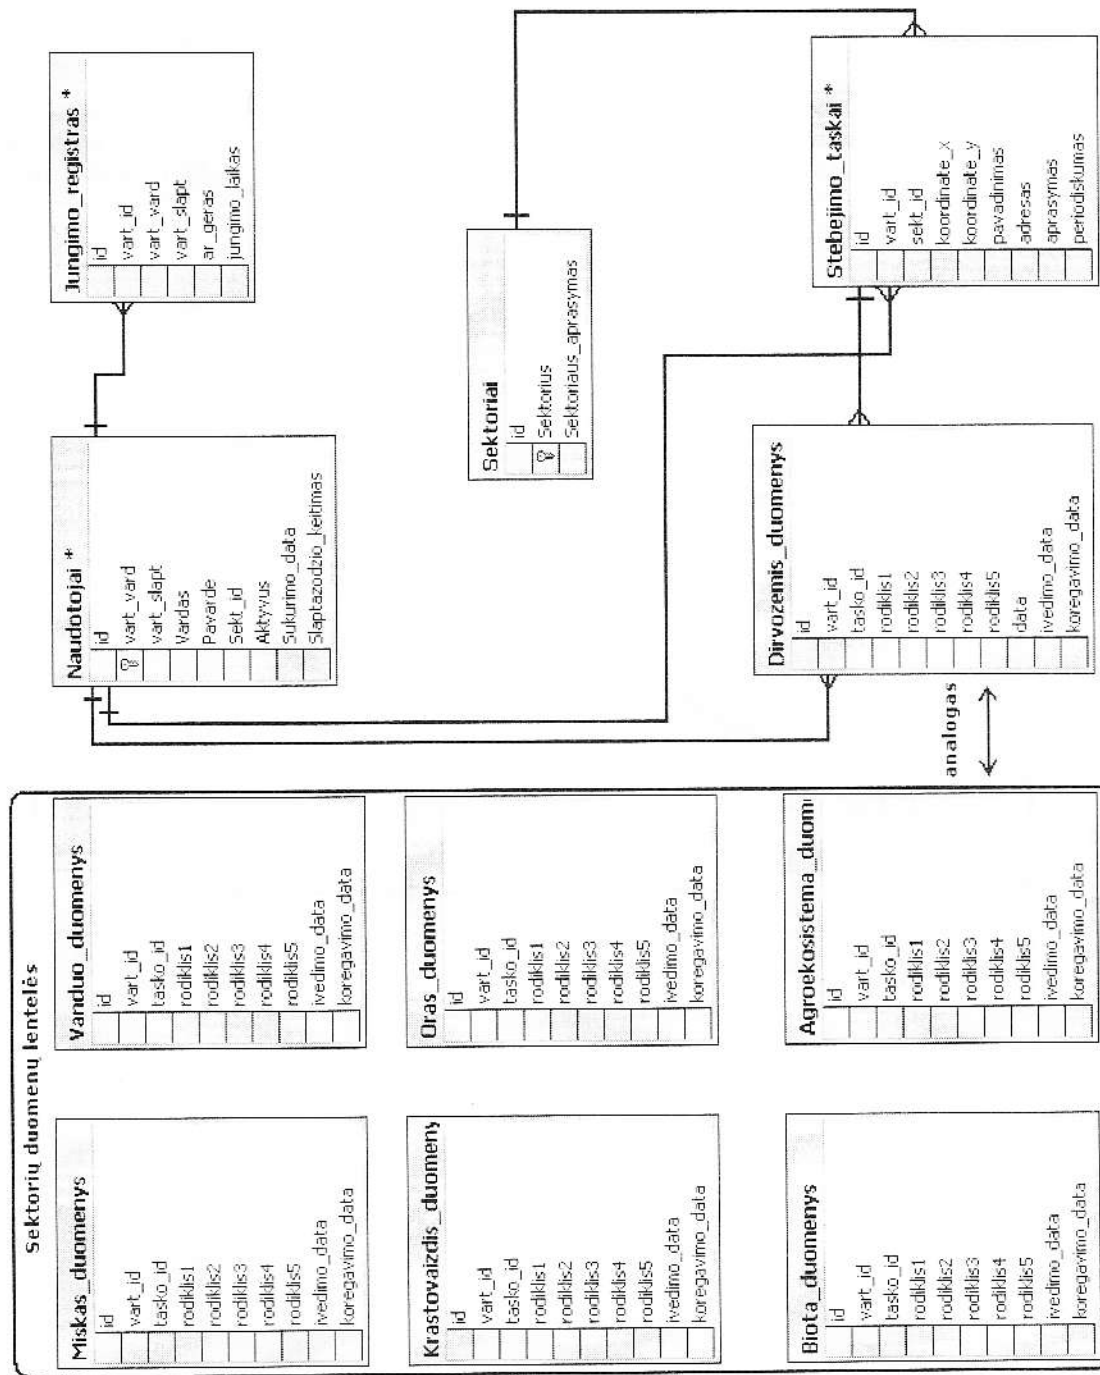 Sektorių duomenų lentelės
Miskas_duomenys
id
vart_id
tasko_id
rodiklis1
rodiklis2
rodiklis3
rodiklis4
rodiklis5
ivedimo_data
koregavimo_data
Vanduo_duomenys
id
vart_id
tasko_id
rodiklis1
rodiklis2
rodiklis3
rodiklis4
rodiklis5
ivedimo_data
koregavimo_data
Krastovaizdis_duomeny
id
vart_id
tasko_id
rodiklis1
rodiklis2
rodiklis3
rodiklis4
rodiklis5
ivedimo_data
koregavimo_data
Oras_duomenys
id
vart_id
tasko_id
rodiklis1
rodiklis2
rodiklis3
rodiklis4
rodiklis5
ivedimo_data
koregavimo_data
Biota_duomenys
id
vart_id
tasko_id
rodiklis1
rodiklis2
rodiklis3
rodiklis4
rodiklis5
ivedimo_data
koregavimo_data
Agroekosistema_duom
id
vart_id
tasko_id
rodiklis1
rodiklis2
rodiklis3
rodiklis4
rodiklis5
ivedimo_data
koregavimo_data
analogas
Naudotojai *
id
vart_vard
vart_slapt
Vardas
Pavarde
Sekt_id
Aktyvus
Sukurimo_data
Slaptazodzio_keitimas
Jungimo_registras *
id
vart_id
vart_vard
vart_slapt
ar_geras
jungimo_laikas
Sektoriai
id
Sektorius
Sektoriaus_aprasymas
Dirvozemis_duomenys
id
vart_id
tasko_id
rodiklis1
rodiklis2
rodiklis3
rodiklis4
rodiklis5
data
ivedimo_data
koregavimo_data
Stebejimo_taskai *
id
vart_id
sekt_id
koordinate_x
koordinate_y
pavadinimas
adresas
aprasymas
periodiskumas